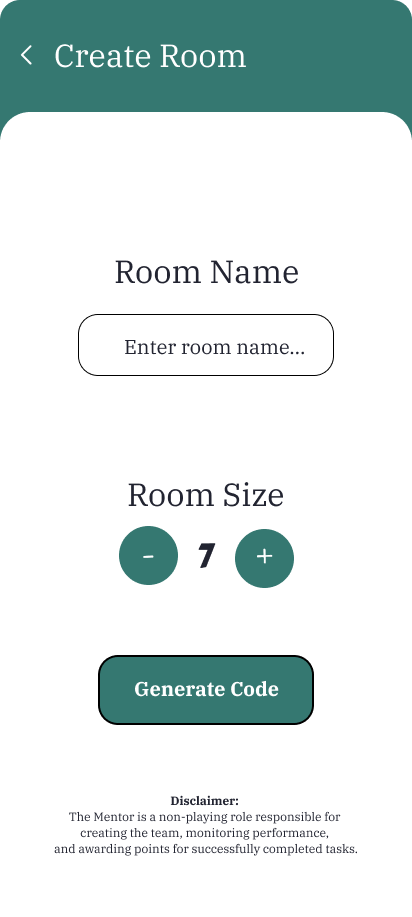 Create Room
Room Name
Enter room name...
Room Size
- 7 +
Generate Code
Disclaimer:
The Mentor is a non-playing role responsible for
creating the team, monitoring performance,
and awarding points for successfully completed tasks.